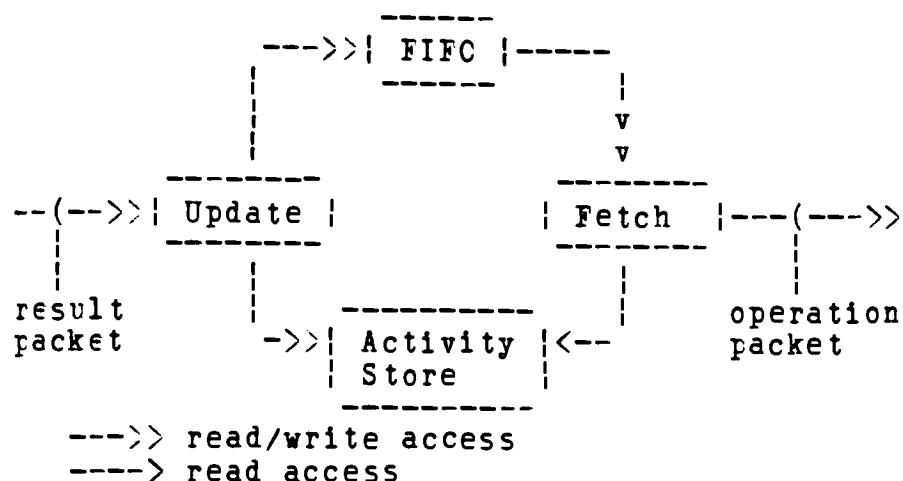 FIFC
Update
Fetch
result
packet
operation
packet
Activity
Store
--->> read/write access
----> read access